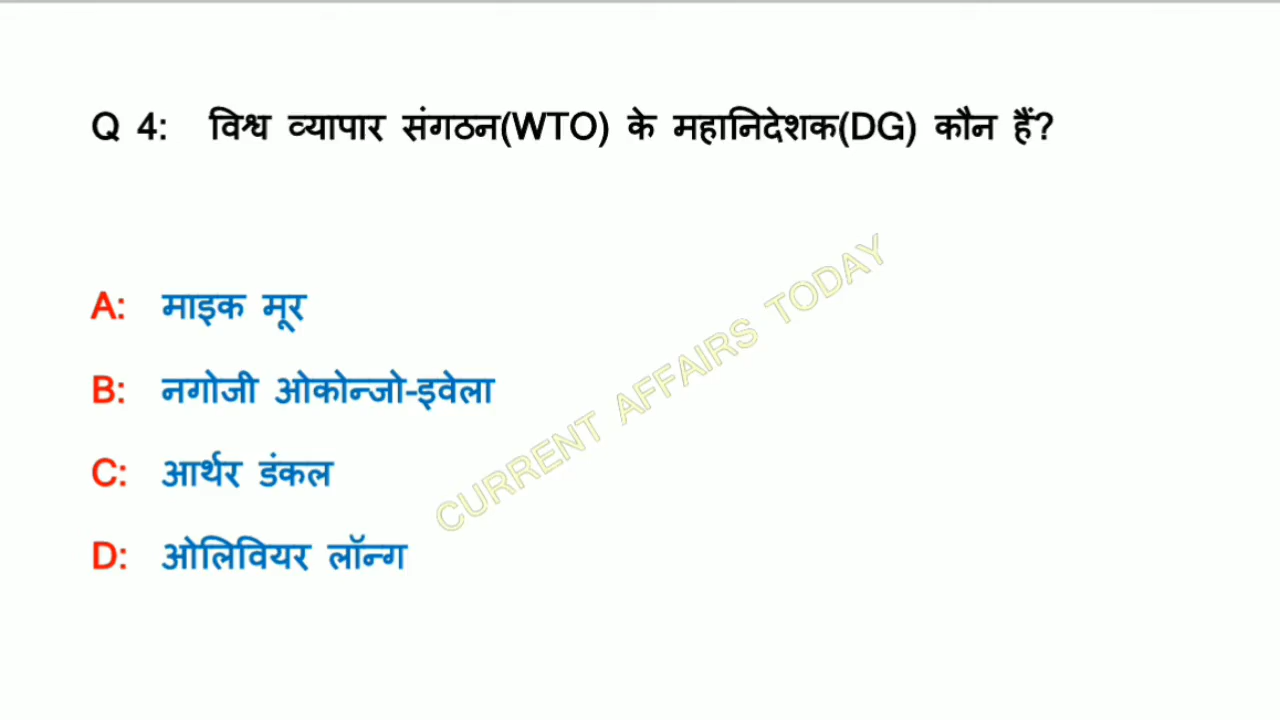 Q 4: विश्व व्यापार संगठन(WTO) के महानिदेशक(DG) कौन हैं?
A: माइक मूर
B: नगोजी ओकोन्जो-इवेला
C: आर्थर डंकल
D: ओलिवियर लॉन्ग
CURRENT AFFAIRS TODAY